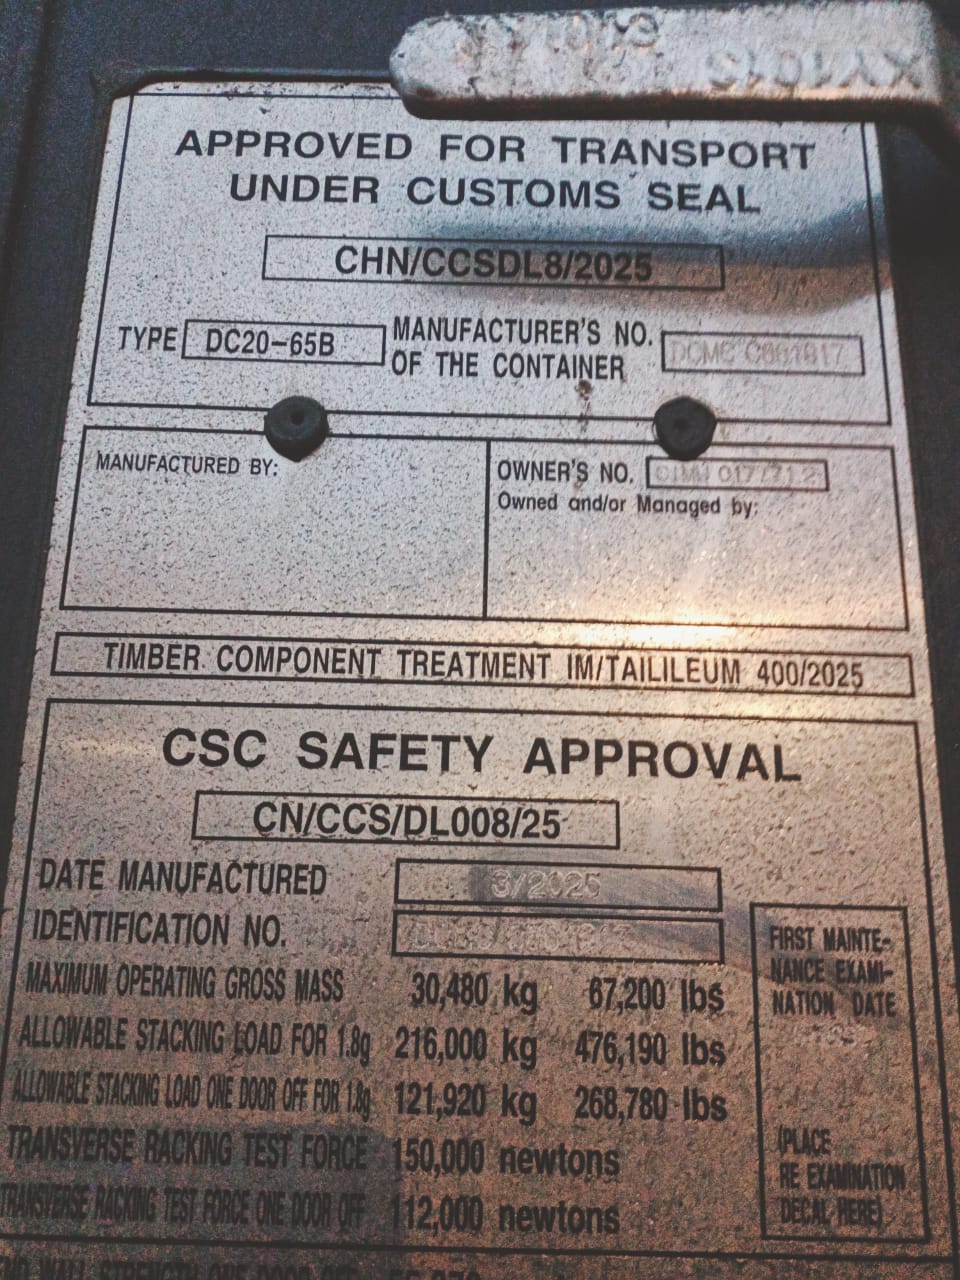 APPROVED FOR TRANSPORT
UNDER CUSTOMS SEAL
CHN/CCSDL8/2025
TYPE DC20-65B
MANUFACTURER'S NO.
OF THE CONTAINER
MANUFACTURED BY:
OWNER'S NO.
Owned and/or Managed by:
TIMBER COMPONENT TREATMENT IM/TAILILEUM 400/2025
CSC SAFETY APPROVAL
CN/CCS/DL008/25
DATE MANUFACTURED 3/2025
IDENTIFICATION NO.
MAXIMUM OPERATING GROSS MASS 30,480 kg 67,200 lbs
ALLOWABLE STACKING LOAD FOR 1.8g 216,000 kg 476,190 lbs
ALLOWABLE STACKING LOAD ONE DOOR OFF FOR 1.8g 121,920 kg 268,780 lbs
TRANSVERSE RACKING TEST FORCE 150,000 newtons
TRANSVERSE RACKING TEST FORCE ONE DOOR OFF 112,000 newtons
FIRST MAINTE-
NANCE EXAMI-
NATION DATE
(PLACE
RE EXAMINATION
DECAL HERE)